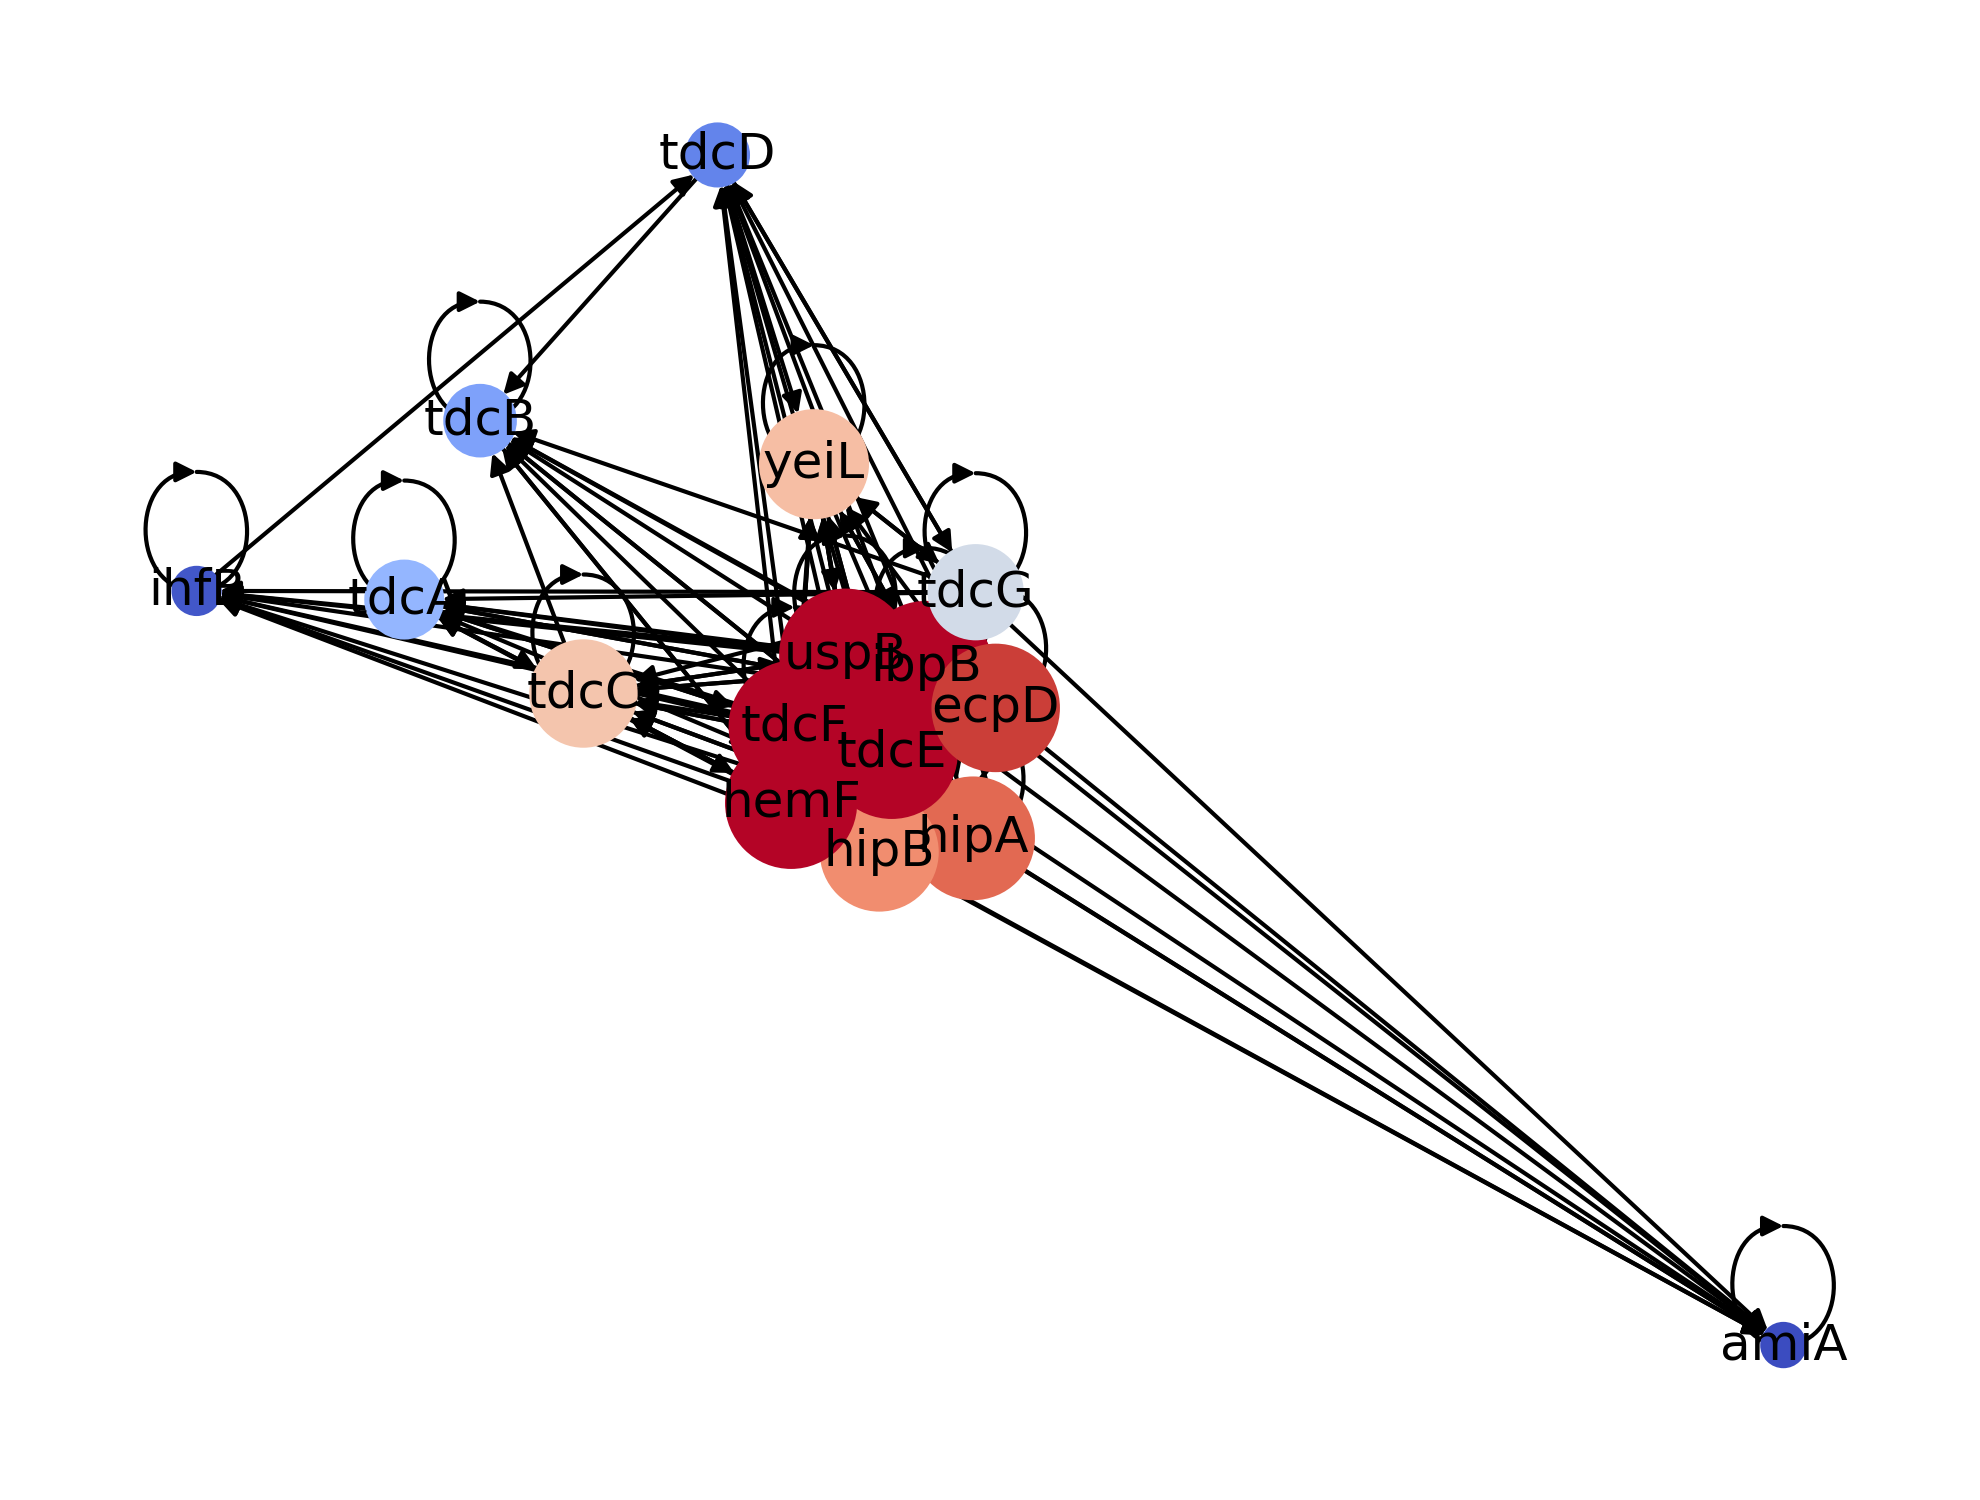 tdcD
tdcB
yeiL
ihfB
tdcA
tdcG
uspB
ibpB
tdcC
ecpD
tdcF
tdcE
hemF
hipB
hipA
amiA